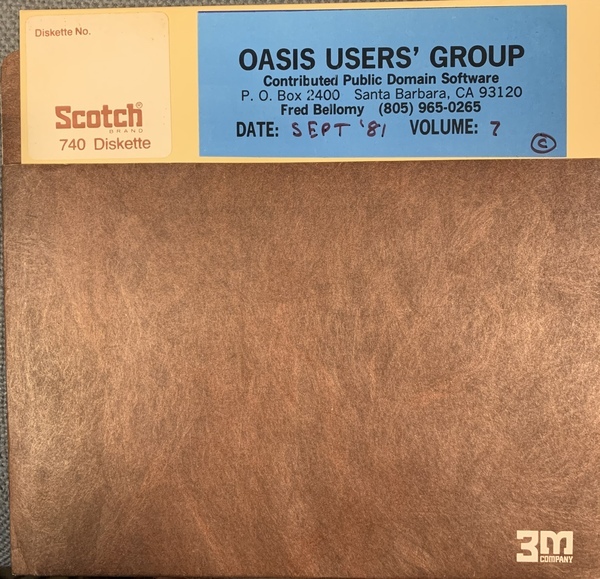 Diskette No.
Scotch®
BRAND
740 Diskette
OASIS USERS' GROUP
Contributed Public Domain Software
P. O. Box 2400 Santa Barbara, CA 93120
Fred Bellomy (805) 965-0265
DATE: SEPT '81 VOLUME: 7
C
3M
COMPANY